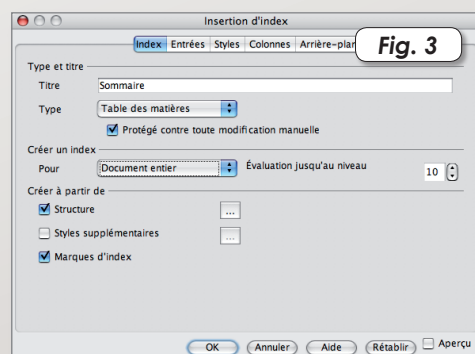 Insertion d'index
Index Entrées Styles Colonnes Arrière-plan
Fig. 3
Type et titre
Titre Sommaire
Type Table des matières
Protégé contre toute modification manuelle
Créer un index
Pour Document entier Évaluation jusqu'au niveau 10
Créer à partir de
Structure ...
Styles supplémentaires ...
Marques d'index
OK Annuler Aide Rétablir Aperçu